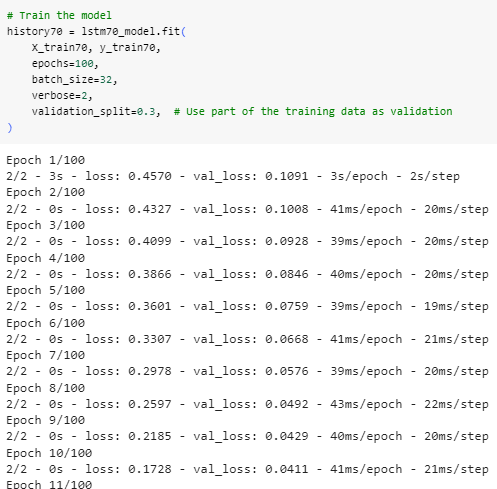 # Train the model
history70 = lstm70_model.fit(
    X_train70, y_train70,
    epochs=100,
    batch_size=32,
    verbose=2,
    validation_split=0.3,  # Use part of the training data as validation
)
Epoch 1/100
2/2 - 3s - loss: 0.4570 - val_loss: 0.1091 - 3s/epoch - 2s/step
Epoch 2/100
2/2 - 0s - loss: 0.4327 - val_loss: 0.1008 - 41ms/epoch - 20ms/step
Epoch 3/100
2/2 - 0s - loss: 0.4099 - val_loss: 0.0928 - 39ms/epoch - 20ms/step
Epoch 4/100
2/2 - 0s - loss: 0.3866 - val_loss: 0.0846 - 40ms/epoch - 20ms/step
Epoch 5/100
2/2 - 0s - loss: 0.3601 - val_loss: 0.0759 - 39ms/epoch - 19ms/step
Epoch 6/100
2/2 - 0s - loss: 0.3307 - val_loss: 0.0668 - 41ms/epoch - 21ms/step
Epoch 7/100
2/2 - 0s - loss: 0.2978 - val_loss: 0.0576 - 39ms/epoch - 20ms/step
Epoch 8/100
2/2 - 0s - loss: 0.2597 - val_loss: 0.0492 - 43ms/epoch - 22ms/step
Epoch 9/100
2/2 - 0s - loss: 0.2185 - val_loss: 0.0429 - 40ms/epoch - 20ms/step
Epoch 10/100
2/2 - 0s - loss: 0.1728 - val_loss: 0.0411 - 41ms/epoch - 21ms/step
Epoch 11/100